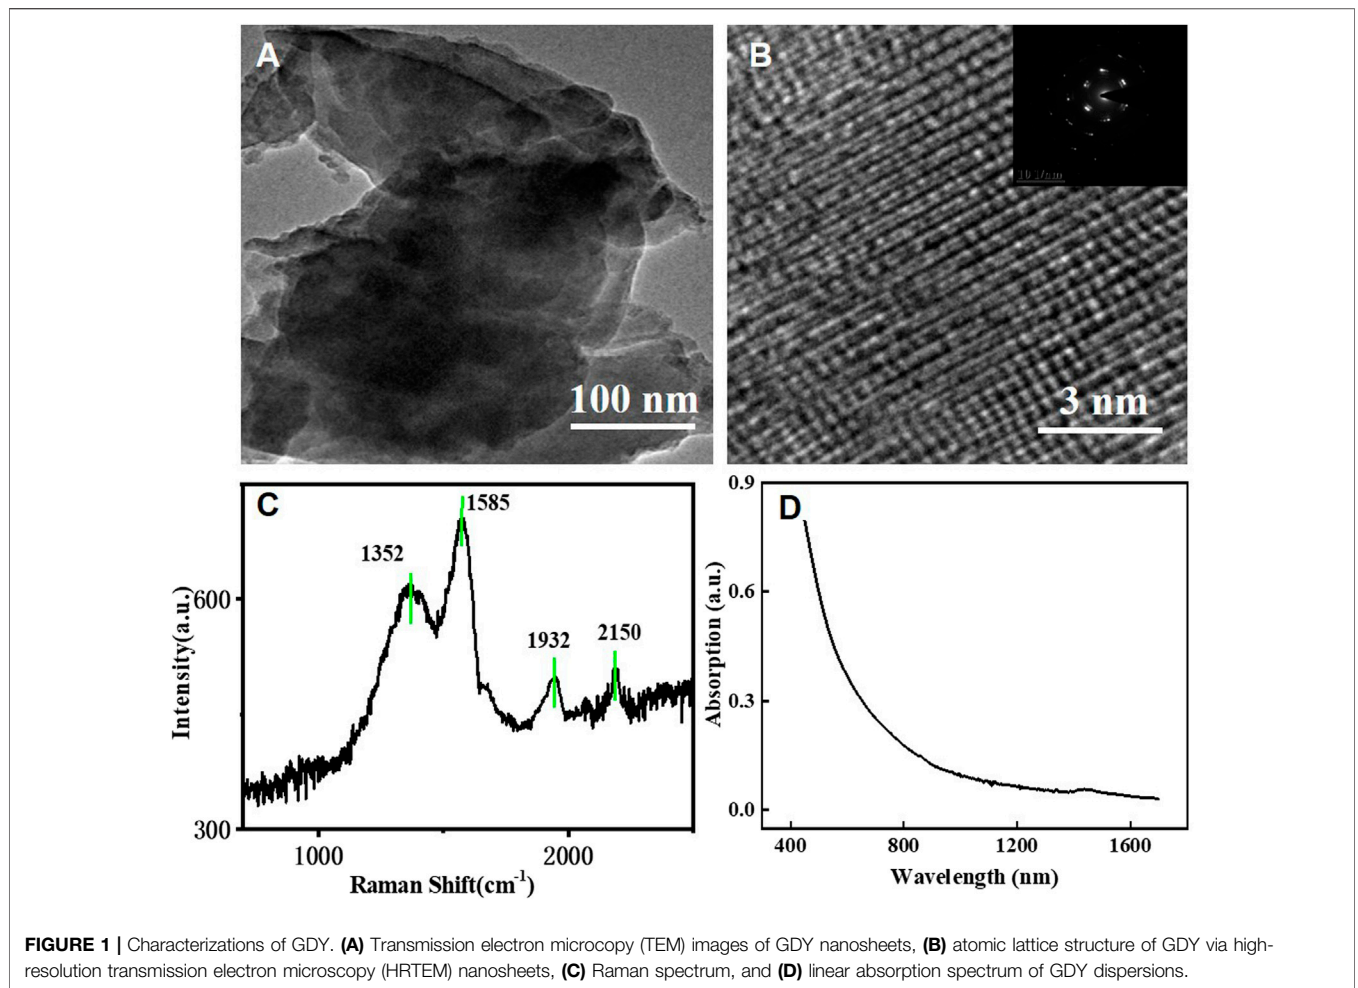 A
100 nm
B
10 1/nm
3 nm
C
1585
1352
1932
2150
600
300
Intensity(a.u.)
1000
2000
Raman Shift(cm-1)
D
0.9
0.6
0.3
0.0
Absorption (a.u.)
400
800
1200
1600
Wavelength (nm)
FIGURE 1 | Characterizations of GDY. (A) Transmission electron microcopy (TEM) images of GDY nanosheets, (B) atomic lattice structure of GDY via high-
resolution transmission electron microscopy (HRTEM) nanosheets, (C) Raman spectrum, and (D) linear absorption spectrum of GDY dispersions.